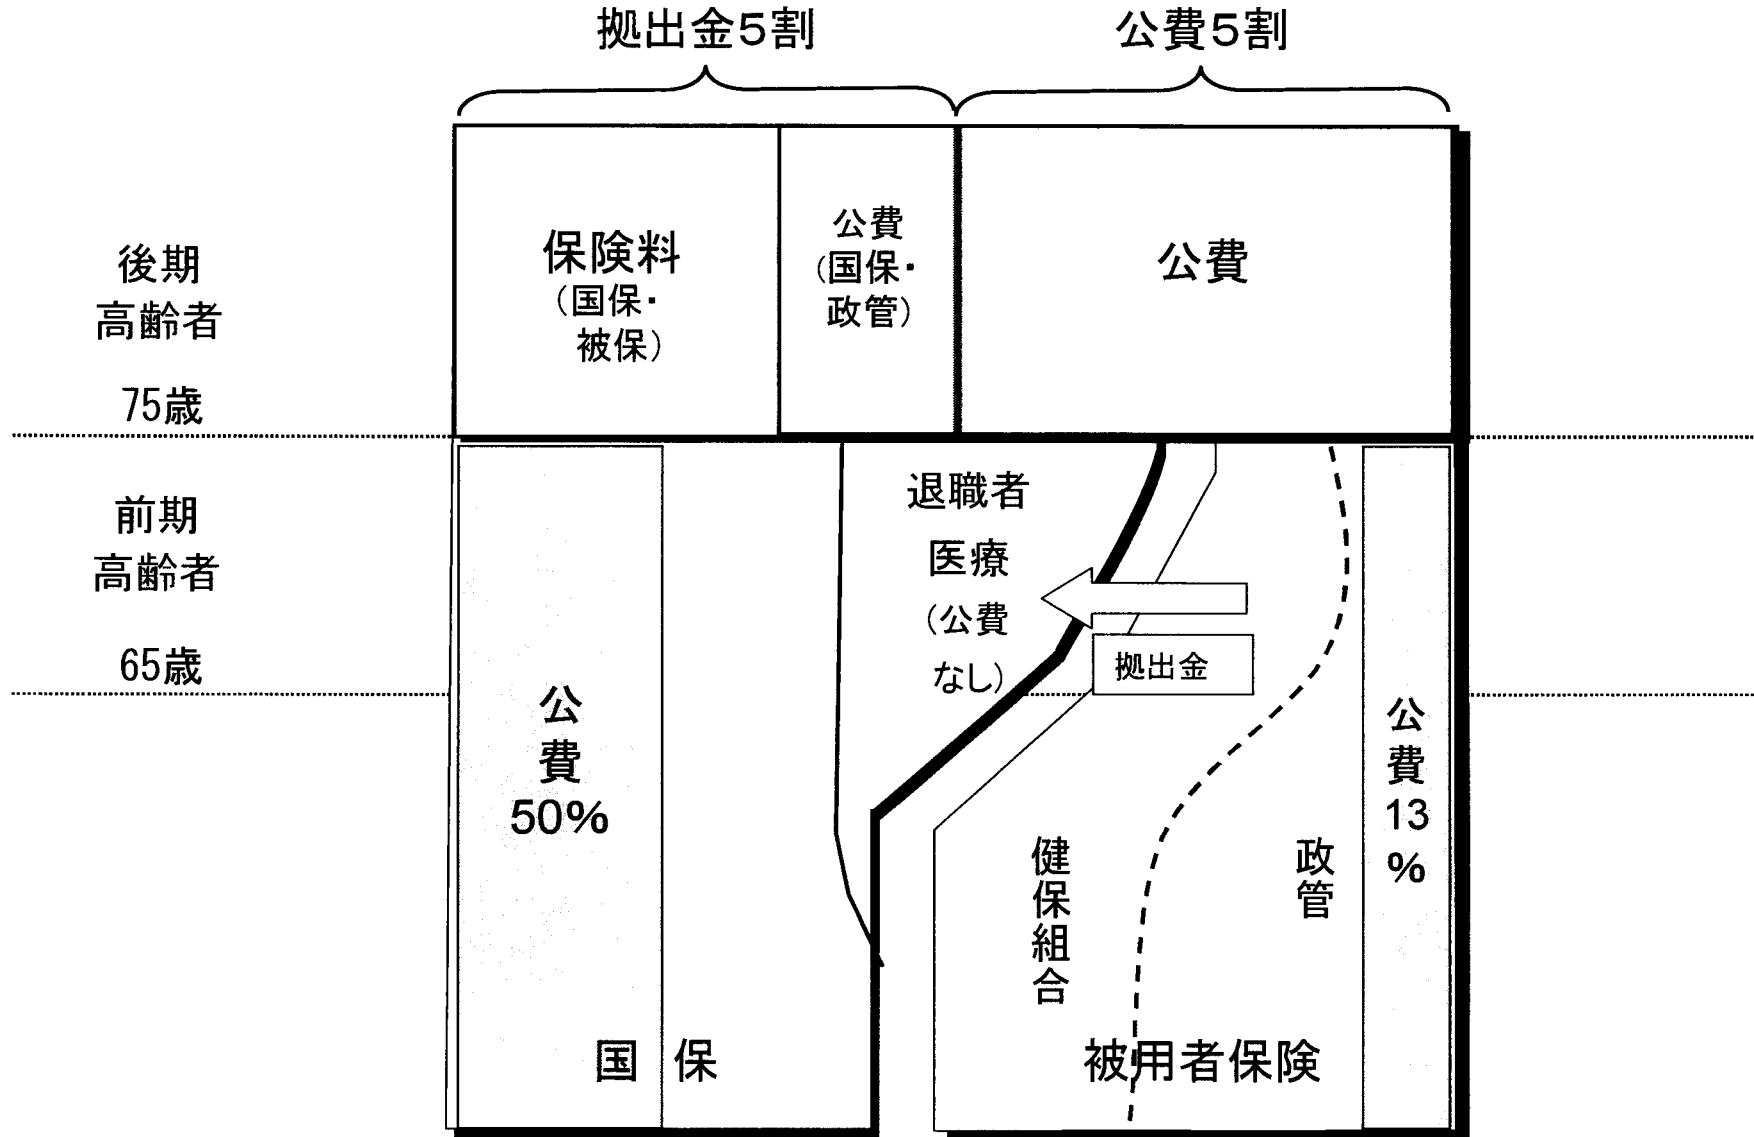 拠出金5割
公費5割
後期
高齢者
75歳
保険料
(国保・
被保)
公費
(国保・
政管)
公費
前期
高齢者
65歳
退職者
医療
(公費
なし)
拠出金
公
費
50%
公
費
13
%
健保組合
政管
国 保
被用者保険